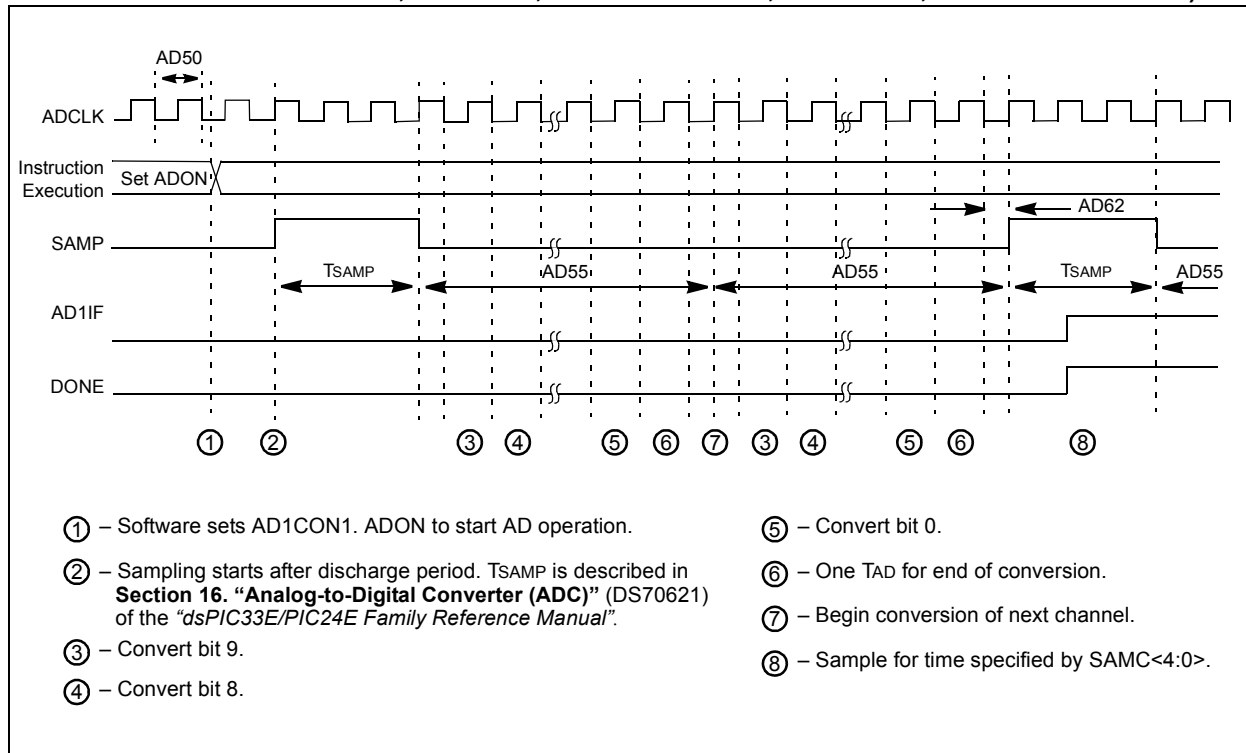 AD50
ADCLK
Instruction
Execution
Set ADON
AD62
SAMP
TSAMP
AD55
AD55
TSAMP
AD55
AD1IF
DONE
1 2 3 4 5 6 7 3 4 5 6 8
① – Software sets AD1CON1. ADON to start AD operation.
② – Sampling starts after discharge period. TSAMP is described in
Section 16. “Analog-to-Digital Converter (ADC)” (DS70621)
of the “dsPIC33E/PIC24E Family Reference Manual”.
③ – Convert bit 9.
④ – Convert bit 8.
⑤ – Convert bit 0.
⑥ – One TAD for end of conversion.
⑦ – Begin conversion of next channel.
⑧ – Sample for time specified by SAMC<4:0>.